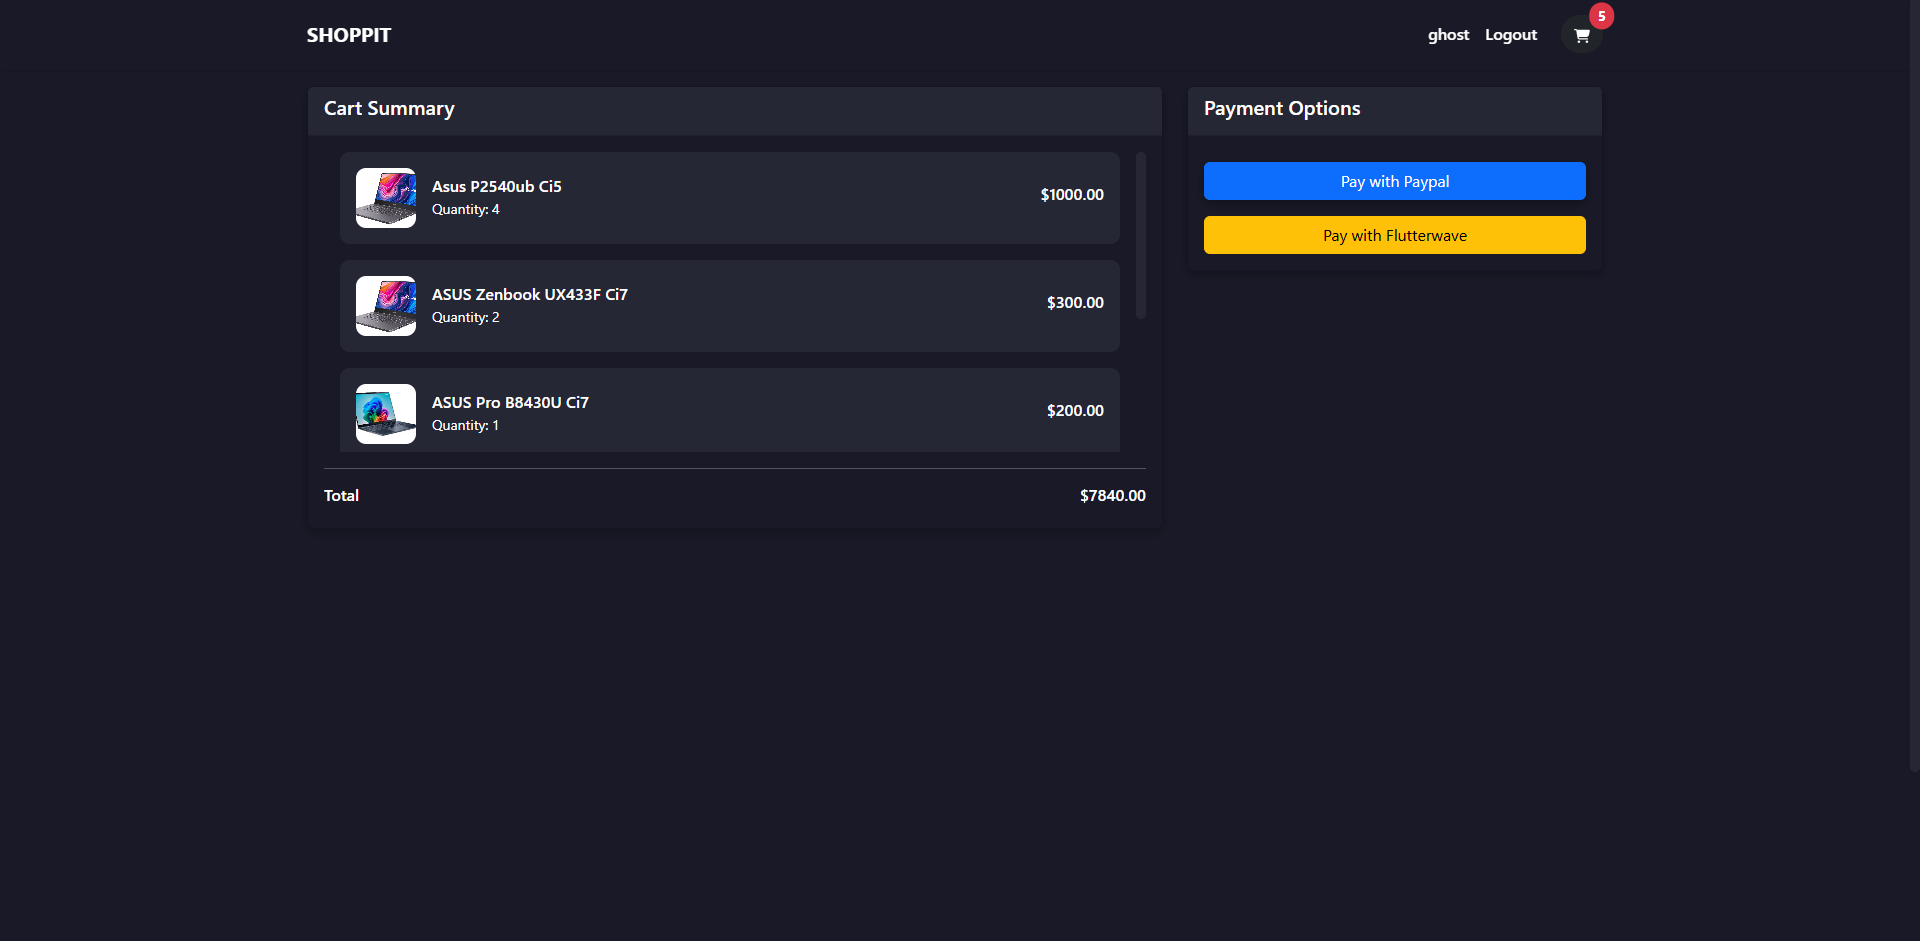 SHOPPIT
ghost Logout
5
Cart Summary
Asus P2540ub Ci5
Quantity: 4
$1000.00
ASUS Zenbook UX433F Ci7
Quantity: 2
$300.00
ASUS Pro B8430U Ci7
Quantity: 1
$200.00
Total $7840.00
Payment Options
Pay with Paypal
Pay with Flutterwave